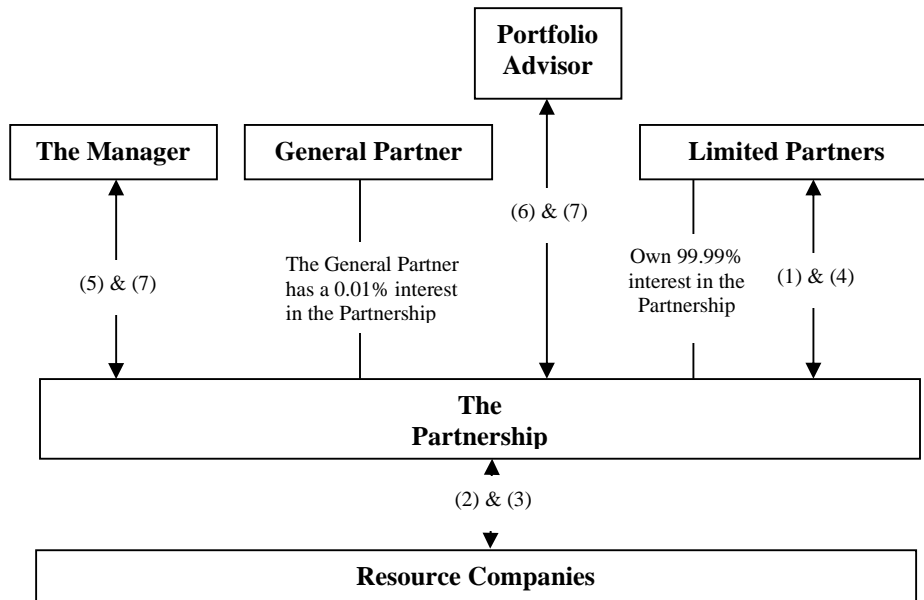 Portfolio
Advisor
The Manager
General Partner
Limited Partners
(6) & (7)
(5) & (7)
The General Partner
has a 0.01% interest
in the Partnership
Own 99.99%
interest in the
Partnership
(1) & (4)
The
Partnership
(2) & (3)
Resource Companies